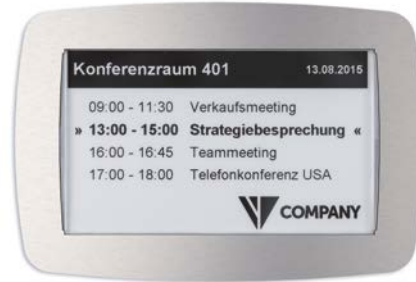 Konferenzraum 401 13.08.2015
09:00 - 11:30 Verkaufsmeeting
» 13:00 - 15:00 Strategiebesprechung «
16:00 - 16:45 Teammeeting
17:00 - 18:00 Telefonkonferenz USA
COMPANY